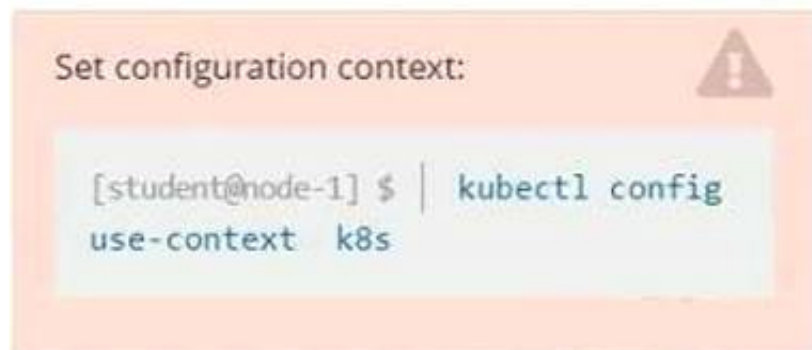 Set configuration context:
[student@node-1] $ | kubectl config
use-context k8s